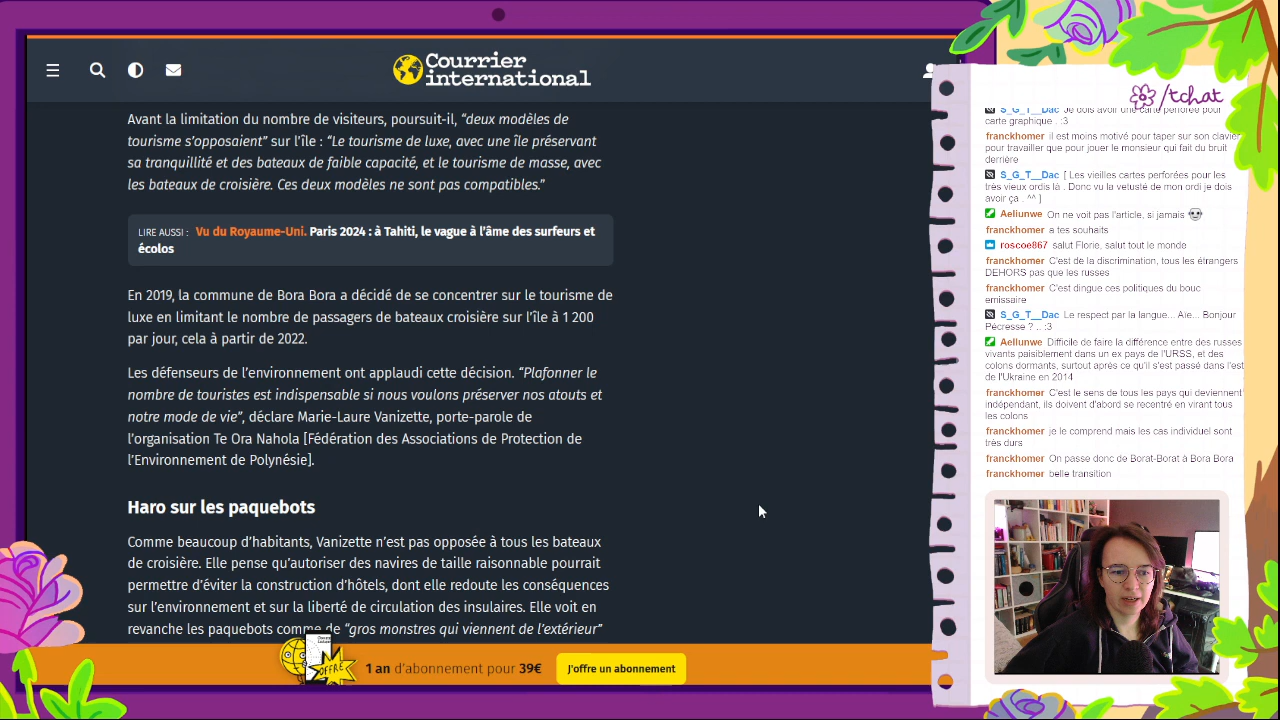 Courrier
international
Avant la limitation du nombre de visiteurs, poursuit-il, “deux modèles de
tourisme s’opposaient” sur l’île : “Le tourisme de luxe, avec une île préservant
sa tranquillité et des bateaux de faible capacité, et le tourisme de masse, avec
les bateaux de croisière. Ces deux modèles ne sont pas compatibles.”
LIRE AUSSI : Vu du Royaume-Uni. Paris 2024 : à Tahiti, le vague à l’âme des surfeurs et
écolos
En 2019, la commune de Bora Bora a décidé de se concentrer sur le tourisme de
luxe en limitant le nombre de passagers de bateaux croisière sur l’île à 1 200
par jour, cela à partir de 2022.
Les défenseurs de l’environnement ont applaudi cette décision. “Plafonner le
nombre de touristes est indispensable si nous voulons préserver nos atouts et
notre mode de vie”, déclare Marie-Laure Vanizette, porte-parole de
l’organisation Te Ora Nahola [Fédération des Associations de Protection de
l’Environnement de Polynésie].
Haro sur les paquebots
Comme beaucoup d’habitants, Vanizette n’est pas opposée à tous les bateaux
de croisière. Elle pense qu’autoriser des navires de taille raisonnable pourrait
permettre d’éviter la construction d’hôtels, dont elle redoute les conséquences
sur l’environnement et sur la liberté de circulation des insulaires. Elle voit en
revanche les paquebots comme de “gros monstres qui viennent de l’extérieur”
OFFRE
1 an d’abonnement pour 39€
J’offre un abonnement
/tchat
S_G_T__Dac Je dois avoir une carte perforée pour
carte graphique . :3
franckhomer il est moins motivé pour taper sur son clavier
pour travailler que pour jouer le monsieur qui fait du bruit
derrière
S_G_T__Dac [ Les vieilles cartes perforées pour les
très vieux ordis là . Donc vu la vetusté de mon ordi je dois
avoir ça . ^^ ]
Aeliunwe On ne voit pas l'article, si jamais
franckhomer a tes souhaits
roscoe867 salut Florie, salut tout le monde
franckhomer C'est de la discrimination, tous les étrangers
DEHORS pas que les russes
franckhomer C'est dingue ces politiques du bouc
emissaire
S_G_T__Dac Le respect par la langue... Aie... Bonjour
Pécresse ? .. :3
Aeliunwe Difficile de faire la différence entre des russes
vivants paisiblement dans un ex pays de l'URSS, et des
colons dormants, surtout après ce qu'il s'est passé dans l'est
de l'Ukraine en 2014
franckhomer C'est le sens de tous les pays qui deviennent
indépendant, ils doivent d'abord se recentré en virant tous
les colons
franckhomer je le comprend mais les cas individuel sont
très durs
franckhomer On passe donc de Borat-Borat à Bora Bora
franckhomer belle transition